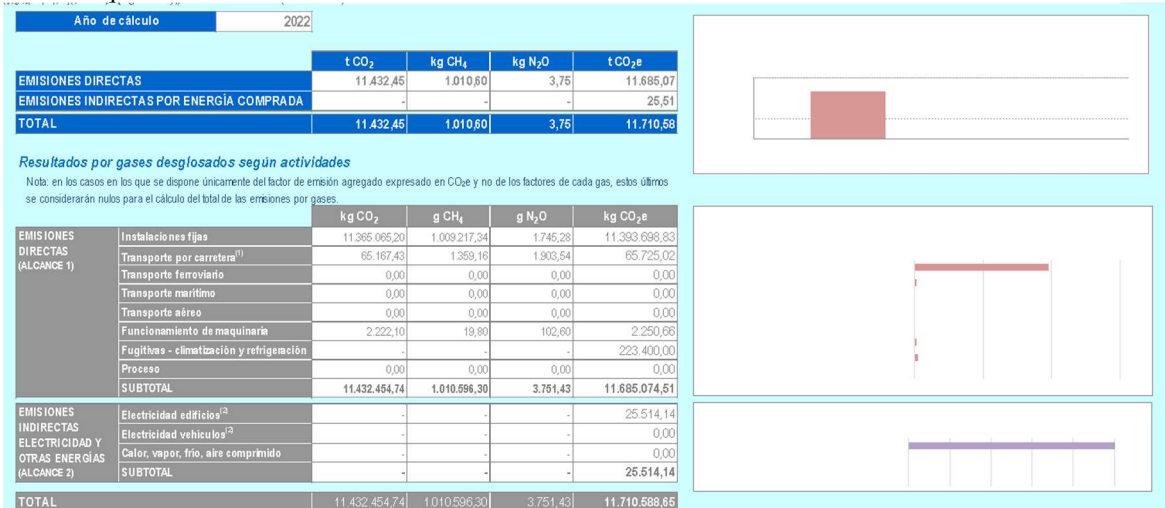 Año de cálculo 2022
t CO₂ kg CH₄ kg N₂O t CO₂e
EMISIONES DIRECTAS 11.432,45 1.010,60 3,75 11.685,07
EMISIONES INDIRECTAS POR ENERGÍA COMPRADA - - - 25,51
TOTAL 11.432,45 1.010,60 3,75 11.710,58
Resultados por gases desglosados según actividades
Nota: en los casos en los que se dispone únicamente del factor de emisión agregado expresado en CO₂e y no de los factores de cada gas, estos últimos
se considerarán nulos para el cálculo del total de las emisiones por gases.
kg CO₂ g CH₄ g N₂O kg CO₂e
EMISIONES DIRECTAS (ALCANCE 1)
Instalaciones fijas 11.365.065,20 1.009.217,34 1.745,28 11.393.698,83
Transporte por carretera⁽¹⁾ 65.167,43 1.359,16 1.903,54 65.725,02
Transporte ferroviario 0,00 0,00 0,00 0,00
Transporte marítimo 0,00 0,00 0,00 0,00
Transporte aéreo 0,00 0,00 0,00 0,00
Funcionamiento de maquinaria 2.222,10 19,80 102,60 2.250,66
Fugitivas - climatización y refrigeración - - - 223.400,00
Proceso 0,00 0,00 0,00 0,00
SUBTOTAL 11.432.454,74 1.010.596,30 3.751,43 11.685.074,51
EMISIONES INDIRECTAS ELECTRICIDAD Y OTRAS ENERGÍAS (ALCANCE 2)
Electricidad edificios⁽²⁾ - - - 25.514,14
Electricidad vehículos⁽²⁾ - - - 0,00
Calor, vapor, frío, aire comprimido - - - 0,00
SUBTOTAL - - - 25.514,14
TOTAL 11.432.454,74 1.010.596,30 3.751,43 11.710.588,65